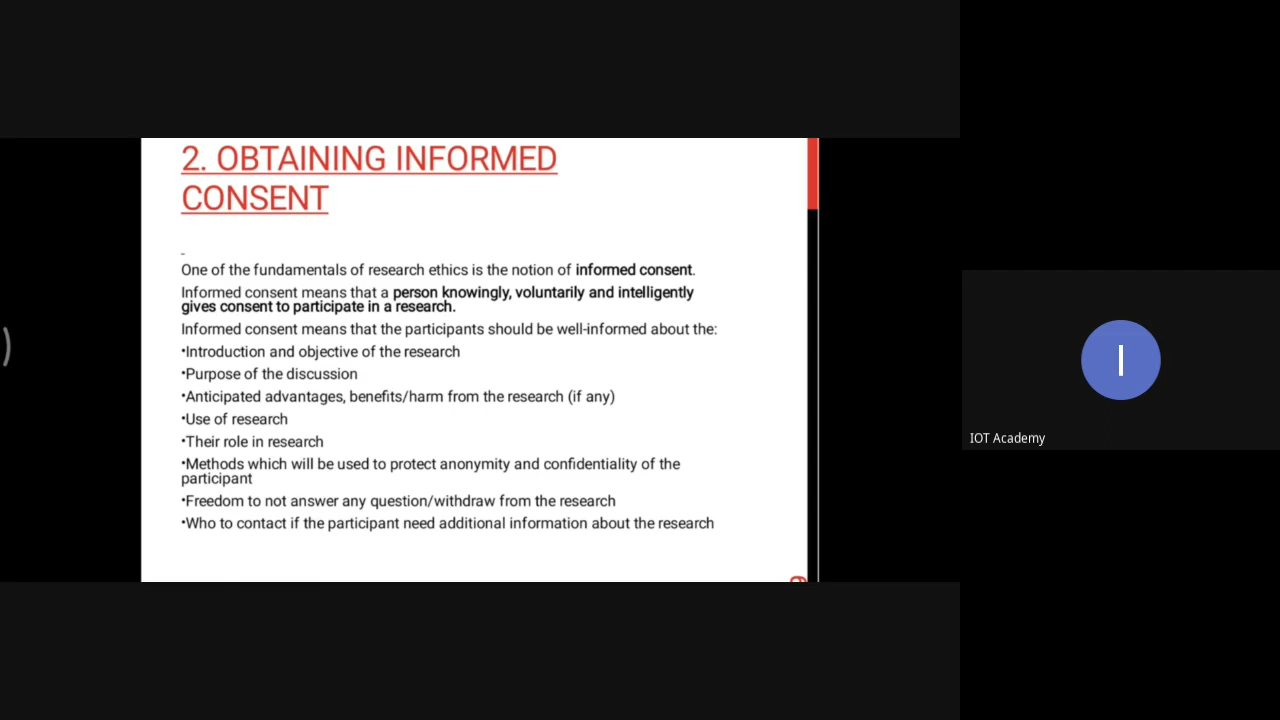 2. OBTAINING INFORMED
CONSENT
One of the fundamentals of research ethics is the notion of informed consent.
Informed consent means that a person knowingly, voluntarily and intelligently
gives consent to participate in a research.
Informed consent means that the participants should be well-informed about the:
•Introduction and objective of the research
•Purpose of the discussion
•Anticipated advantages, benefits/harm from the research (if any)
•Use of research
•Their role in research
•Methods which will be used to protect anonymity and confidentiality of the
participant
•Freedom to not answer any question/withdraw from the research
•Who to contact if the participant need additional information about the research
I
IOT Academy